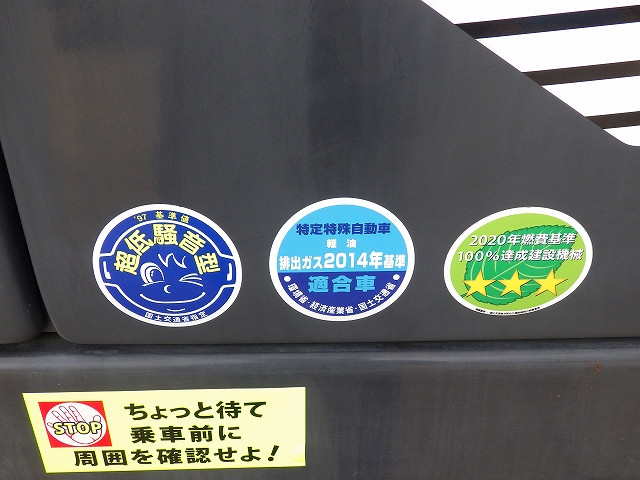 '97 基準値
超低騒音型
国土交通省指定
特定特殊自動車
軽油
排出ガス2014年基準
適合車
環境省・経済産業省・国土交通省
2020年燃費基準
100%達成建設機械
STOP
ちょっと待て
乗車前に
周囲を確認せよ!